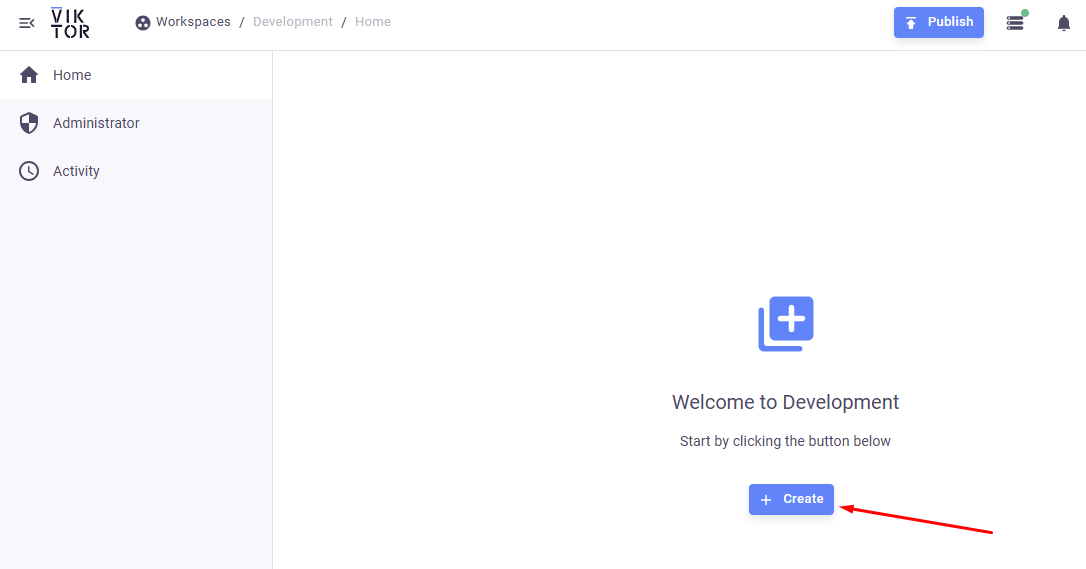 VIK
TOR
Workspaces / Development / Home
Publish
Home
Administrator
Activity
Welcome to Development
Start by clicking the button below
+ Create